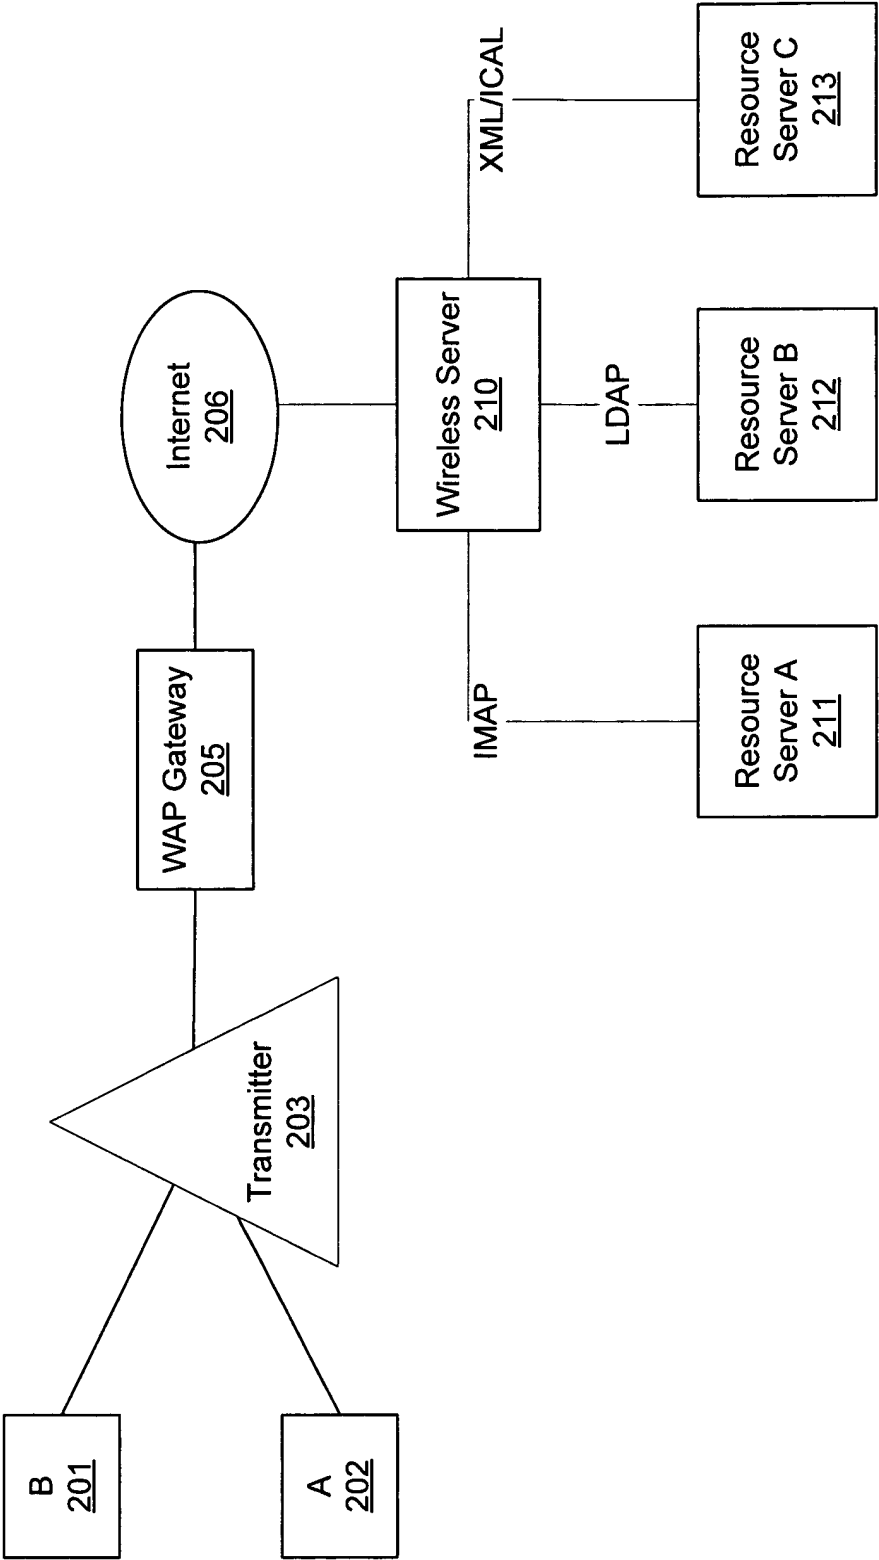 B
201
A
202
Transmitter
203
WAP Gateway
205
Internet
206
Wireless Server
210
IMAP
LDAP
XML/ICAL
Resource
Server A
211
Resource
Server B
212
Resource
Server C
213